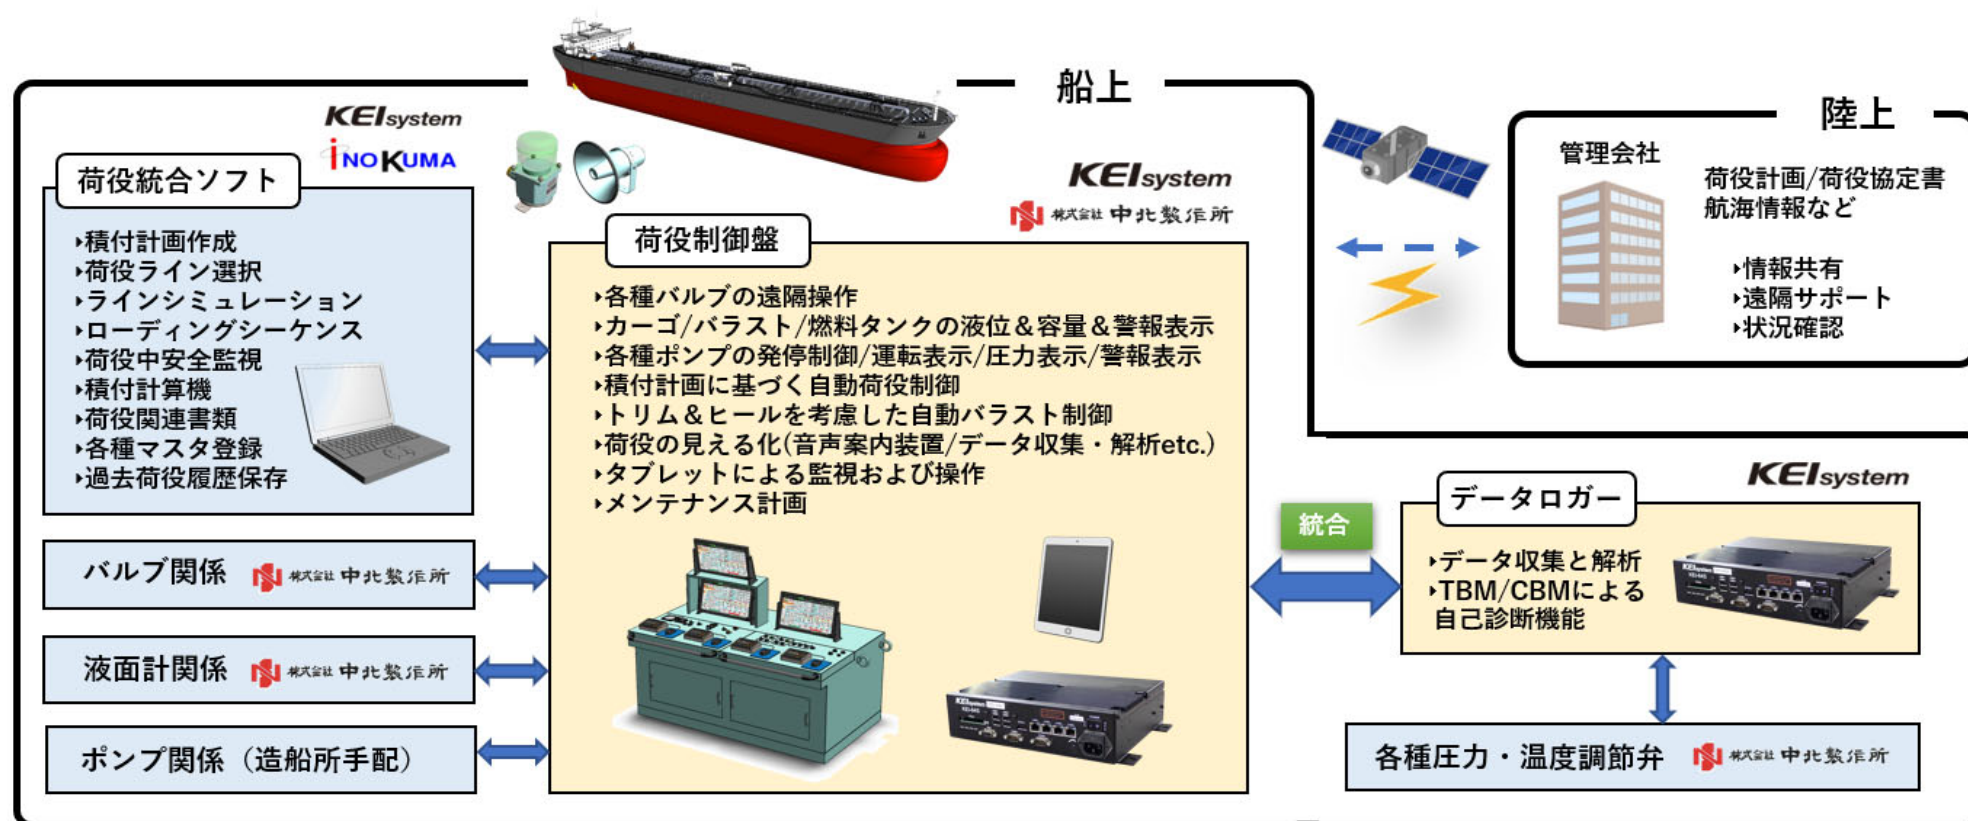 船上
KEIsystem
iNOKUMA
荷役統合ソフト
▸積付計画作成
▸荷役ライン選択
▸ラインシミュレーション
▸ローディングシーケンス
▸荷役中安全監視
▸積付計算機
▸荷役関連書類
▸各種マスタ登録
▸過去荷役履歴保存
バルブ関係 株式会社 中北製作所
液面計関係 株式会社 中北製作所
ポンプ関係（造船所手配）
KEIsystem
株式会社 中北製作所
荷役制御盤
▸各種バルブの遠隔操作
▸カーゴ/バラスト/燃料タンクの液位＆容量＆警報表示
▸各種ポンプの発停制御/運転表示/圧力表示/警報表示
▸積付計画に基づく自動荷役制御
▸トリム＆ヒールを考慮した自動バラスト制御
▸荷役の見える化(音声案内装置/データ収集・解析etc.)
▸タブレットによる監視および操作
▸メンテナンス計画
KEIsystem
陸上
管理会社
荷役計画/荷役協定書
航海情報など
▸情報共有
▸遠隔サポート
▸状況確認
統合
KEIsystem
データロガー
▸データ収集と解析
▸TBM/CBMによる
自己診断機能
KEIsystem
各種圧力・温度調節弁 株式会社 中北製作所